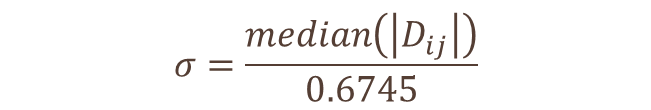 σ = median(|D_ij|) / 0.6745